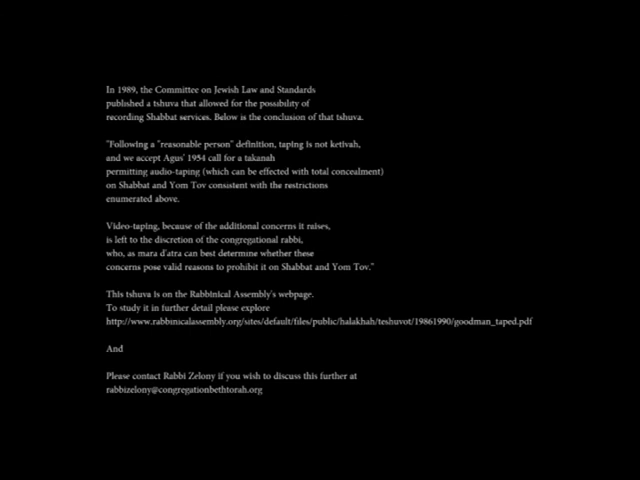 In 1989, the Committee on Jewish Law and Standards
published a tshuva that allowed for the possibility of
recording Shabbat services. Below is the conclusion of that tshuva.
"Following a "reasonable person" definition, taping is not ketivah,
and we accept Agus' 1954 call for a takanah
permitting audio-taping (which can be effected with total concealment)
on Shabbat and Yom Tov consistent with the restrictions
enumerated above.
Video-taping, because of the additional concerns it raises,
is left to the discretion of the congregational rabbi,
who, as mara d'atra can best determine whether these
concerns pose valid reasons to prohibit it on Shabbat and Yom Tov."
This tshuva is on the Rabbinical Assembly's webpage.
To study it in further detail please explore
http://www.rabbinicalassembly.org/sites/default/files/public/halakhah/teshuvot/19861990/goodman_taped.pdf
And
Please contact Rabbi Zelony if you wish to discuss this further at
rabbizelony@congregationbethtorah.org